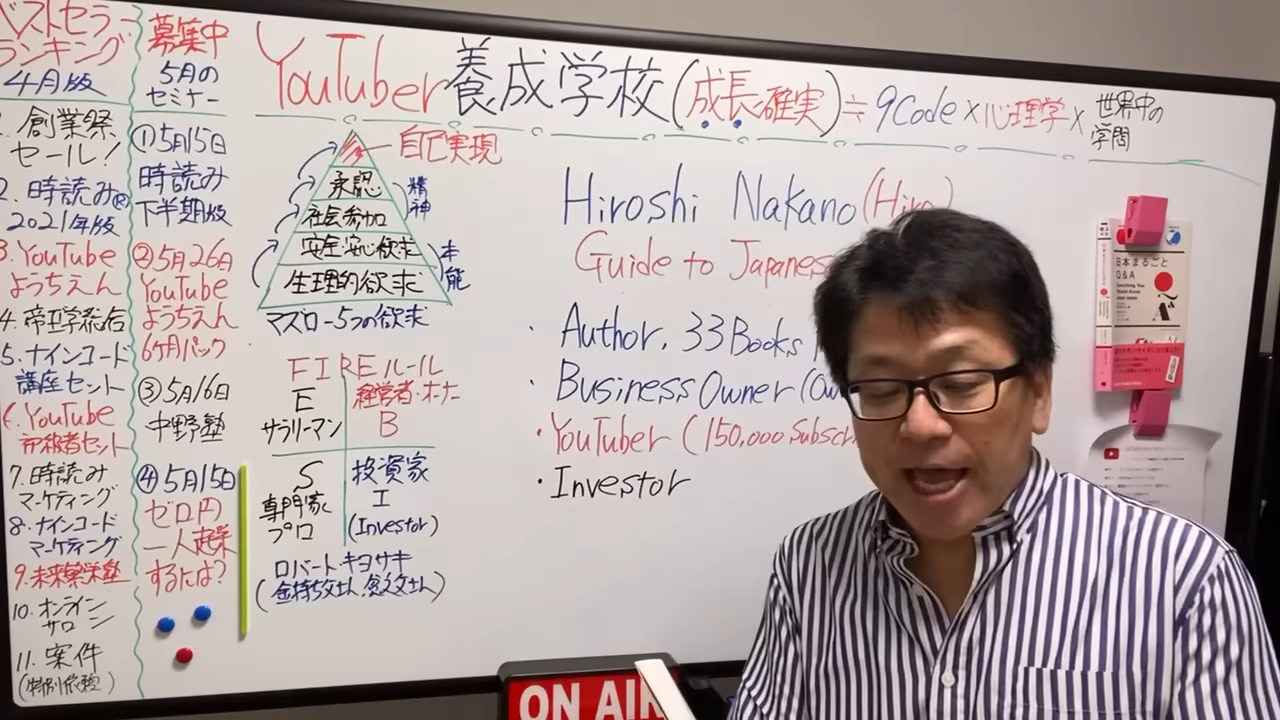 ベストセラー
ランキング
4月版
1. 創業祭
セール!
2. 時読み®
2021年版
3. YouTube
ようちえん
4. 帝王学統合
5. ナインコード
講座セット
6. YouTube
初級者セット
7. 時読み
マーケティング
8. ナインコード
マーケティング
9. 未来塾
10. オンライン
サロン
11. 案件
(特別依頼)
募集中
5月の
セミナー
①5月15日
時読み
下半期版
②5月26日
YouTube
ようちえん
6ヶ月パック
③5月16日
中野塾
④5月15日
ゼロ円
一人起業
するには?
YouTuber養成学校(成長確実)≒9Code×心理学×世界中の
学問
自己実現
承認
社会参加
安全・安心欲求
生理的欲求
精神
本能
マズロー5つの欲求
FIREルール
E
サラリーマン
経営者・オーナー
B
S
専門家
プロ
投資家
I
(Investor)
ロバート・キヨサキ
(金持ち父さん 貧乏父さん)
Hiroshi Nakano (Hiro)
Guide to Japanes
・Author. 33 Books
・Business Owner (Ow
・YouTuber (150,000 Subscr
・Investor
日本まるごと
Q&A
ON AIR